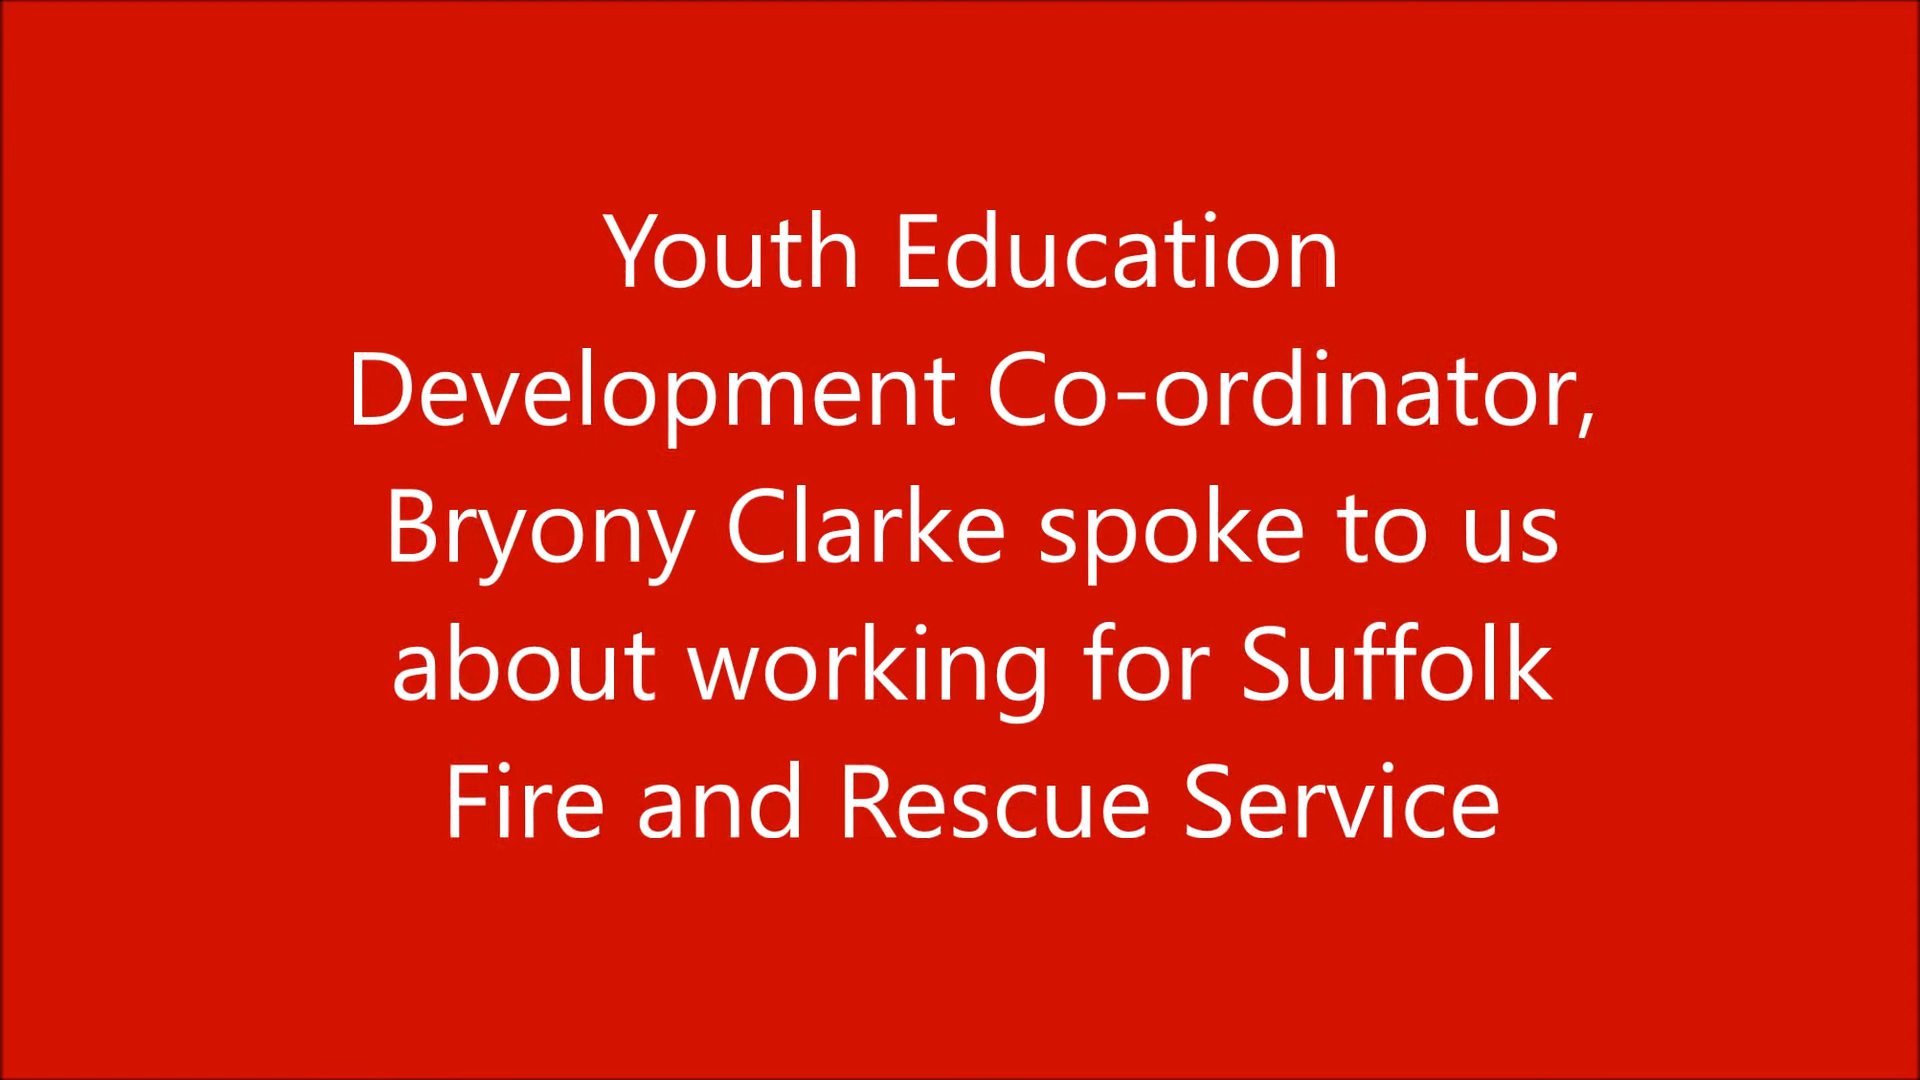 Youth Education
Development Co-ordinator,
Bryony Clarke spoke to us
about working for Suffolk
Fire and Rescue Service